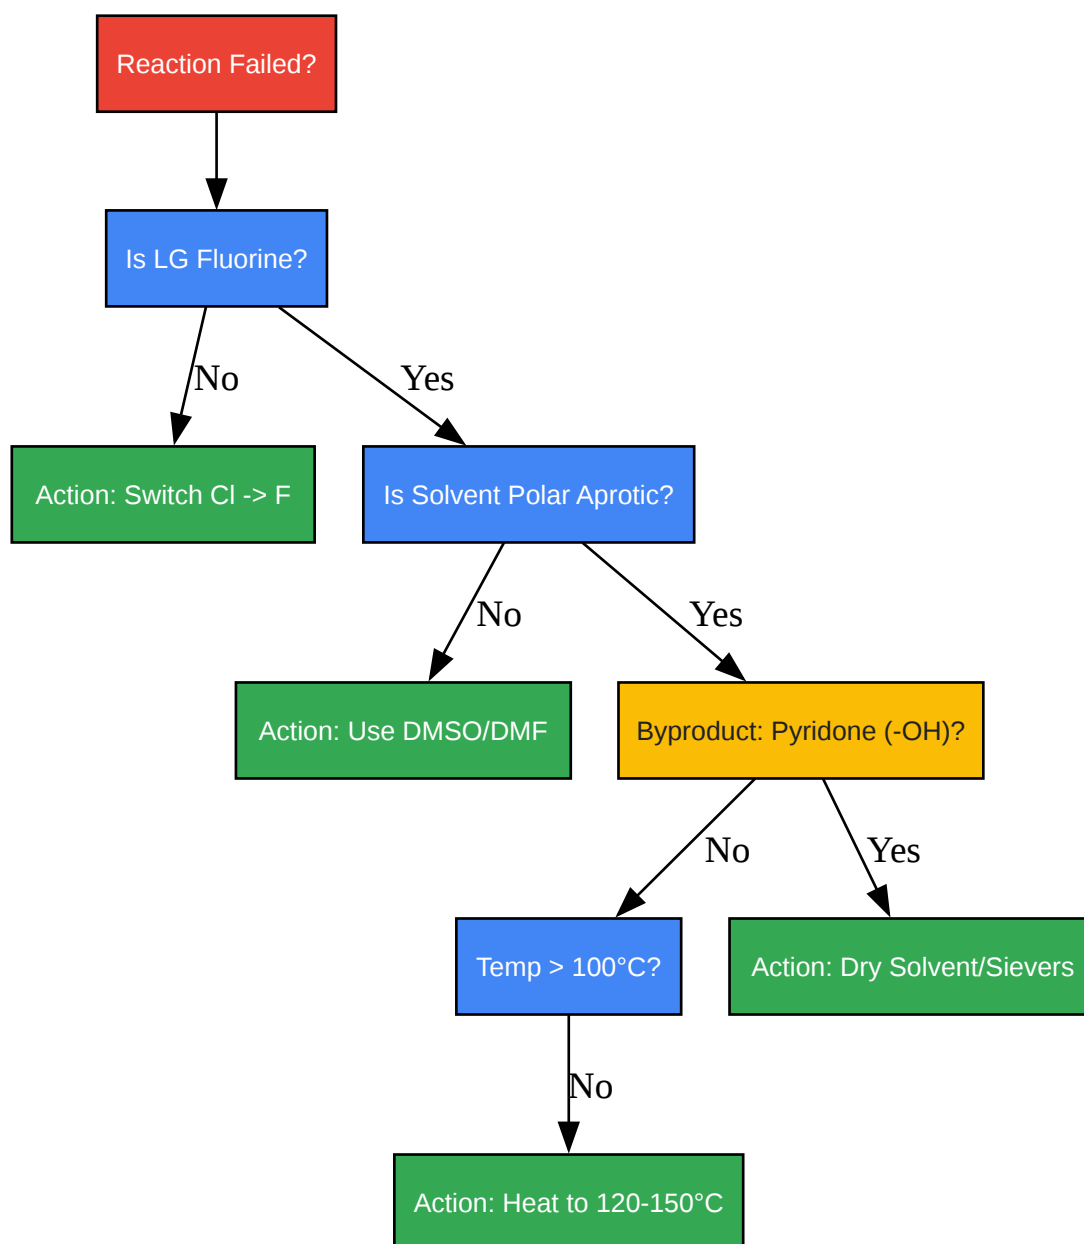 Reaction Failed?
Is LG Fluorine?
No
Yes
Action: Switch Cl -> F
Is Solvent Polar Aprotic?
No
Yes
Action: Use DMSO/DMF
Byproduct: Pyridone (-OH)?
No
Yes
Temp > 100°C?
Action: Dry Solvent/Sievers
No
Action: Heat to 120-150°C